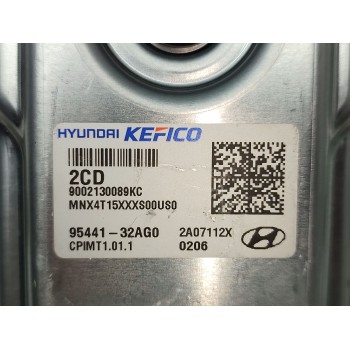 HYUNDAI KEFICO
2CD
9002130089KC
MNX4T15XXXS00US0
95441-32AG0 2A07112X
CPIMT1.01.1 0206